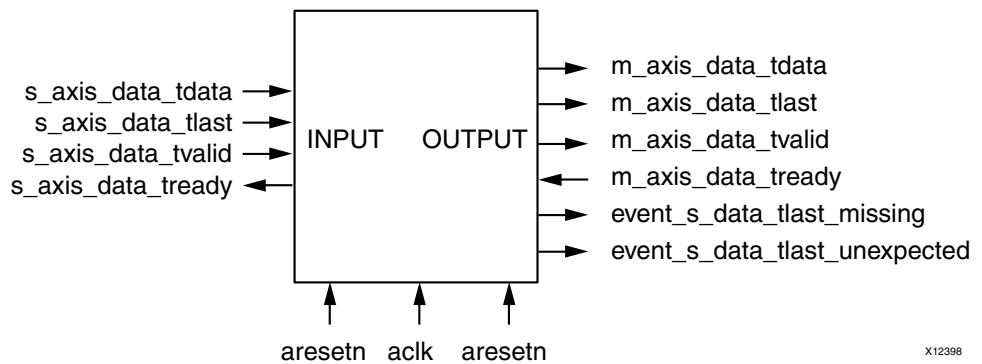 s_axis_data_tdata
s_axis_data_tlast
s_axis_data_tvalid
s_axis_data_tready
INPUT OUTPUT
m_axis_data_tdata
m_axis_data_tlast
m_axis_data_tvalid
m_axis_data_tready
event_s_data_tlast_missing
event_s_data_tlast_unexpected
aresetn aclk aresetn
X12398